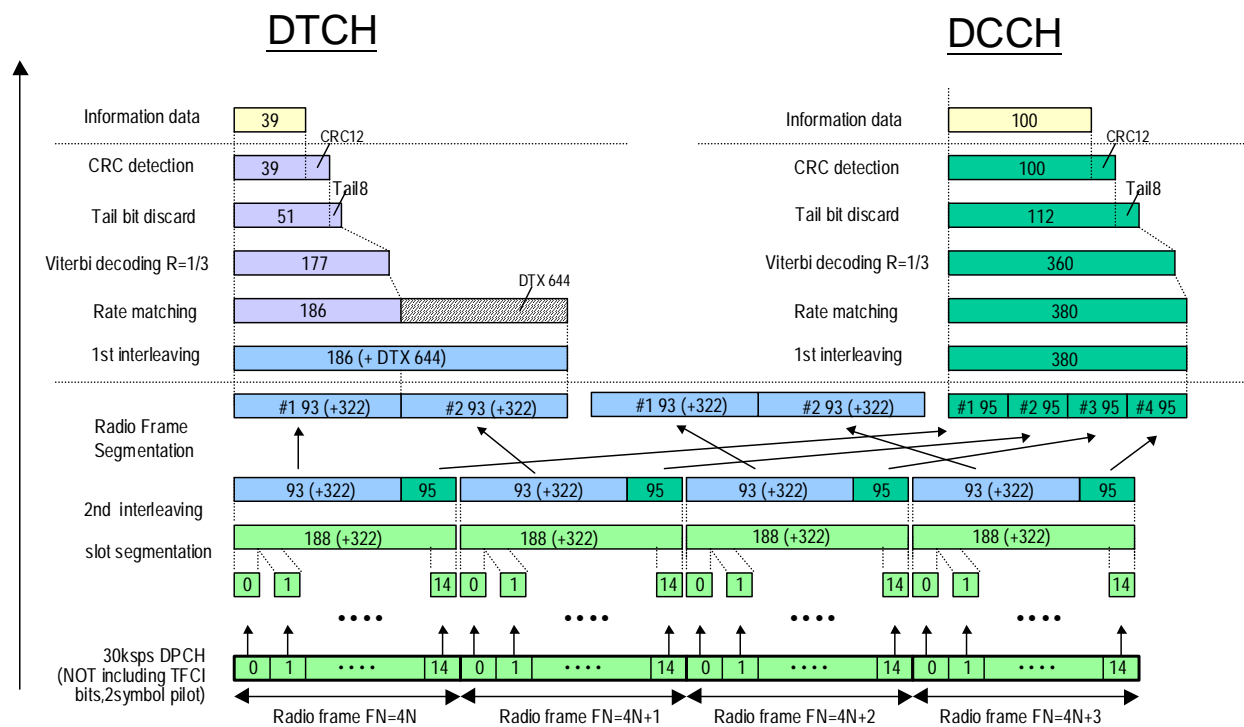 DTCH
DCCH
Information data
39
Information data
100
CRC12
CRC12
CRC detection
39
CRC detection
100
Tail8
Tail8
Tail bit discard
51
Tail bit discard
112
Viterbi decoding R=1/3
177
Viterbi decoding R=1/3
360
DTX 644
Rate matching
186
Rate matching
380
1st interleaving
186 (+ DTX 644)
1st interleaving
380
#1 93 (+322)
#2 93 (+322)
#1 93 (+322)
#2 93 (+322)
#1 95
#2 95
#3 95
#4 95
Radio Frame
Segmentation
93 (+322)
95
93 (+322)
95
93 (+322)
95
93 (+322)
95
2nd interleaving
slot segmentation
188 (+322)
188 (+322)
188 (+322)
188 (+322)
0
1
14
0
1
14
0
1
14
0
1
14
••••
••••
••••
••••
30ksps DPCH
(NOT including TFCI
bits,2symbol pilot)
0
1
••••
14
0
1
••••
14
0
1
••••
14
0
1
••••
14
Radio frame FN=4N
Radio frame FN=4N+1
Radio frame FN=4N+2
Radio frame FN=4N+3